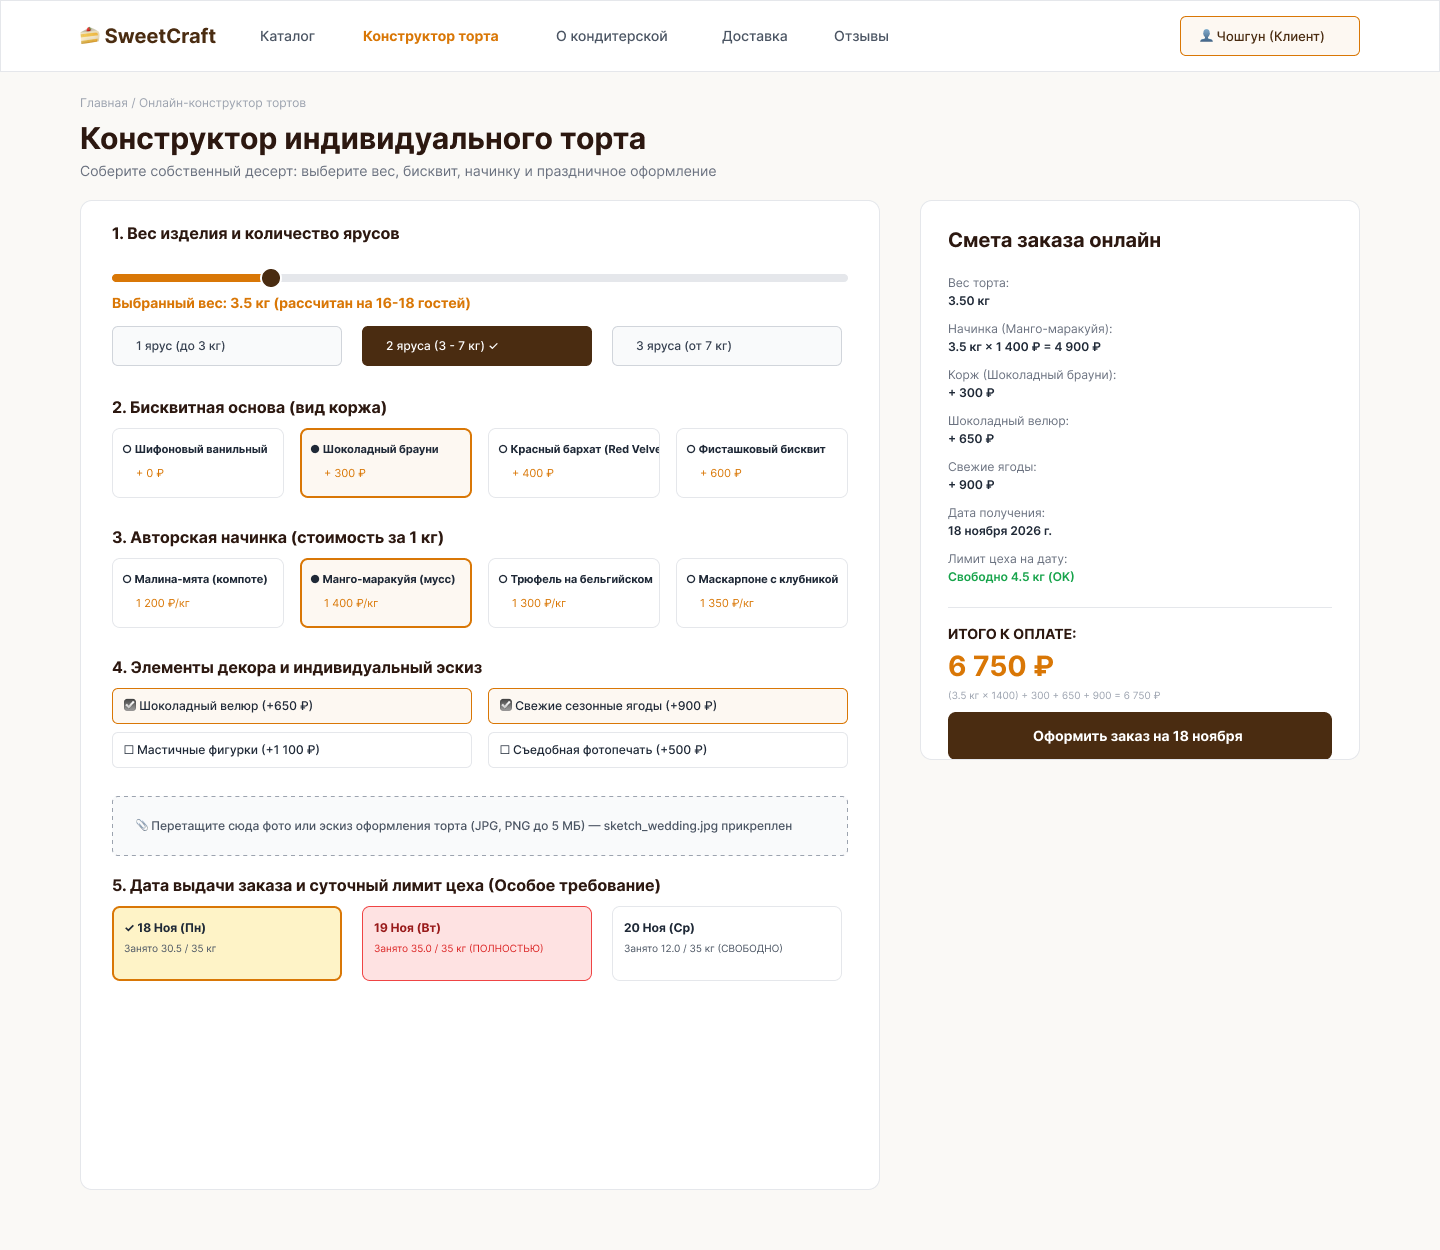 🍰 SweetCraft
Каталог
Конструктор торта
О кондитерской
Доставка
Отзывы
👤 Чошгун (Клиент)
Главная / Онлайн-конструктор тортов
Конструктор индивидуального торта
Соберите собственный десерт: выберите вес, бисквит, начинку и праздничное оформление
1. Вес изделия и количество ярусов
Выбранный вес: 3.5 кг (рассчитан на 16-18 гостей)
1 ярус (до 3 кг)
2 яруса (3 - 7 кг) ✓
3 яруса (от 7 кг)
2. Бисквитная основа (вид коржа)
○ Шифоновый ванильный
+ 0 ₽
● Шоколадный брауни
+ 300 ₽
○ Красный бархат (Red Velve
+ 400 ₽
○ Фисташковый бисквит
+ 600 ₽
3. Авторская начинка (стоимость за 1 кг)
○ Малина-мята (компоте)
1 200 ₽/кг
● Манго-маракуйя (мусс)
1 400 ₽/кг
○ Трюфель на бельгийском
1 300 ₽/кг
○ Маскарпоне с клубникой
1 350 ₽/кг
4. Элементы декора и индивидуальный эскиз
☑ Шоколадный велюр (+650 ₽)
☑ Свежие сезонные ягоды (+900 ₽)
☐ Мастичные фигурки (+1 100 ₽)
☐ Съедобная фотопечать (+500 ₽)
📎 Перетащите сюда фото или эскиз оформления торта (JPG, PNG до 5 МБ) — sketch_wedding.jpg прикреплен
5. Дата выдачи заказа и суточный лимит цеха (Особое требование)
✓ 18 Ноя (Пн)
Занято 30.5 / 35 кг
19 Ноя (Вт)
Занято 35.0 / 35 кг (ПОЛНОСТЬЮ)
20 Ноя (Ср)
Занято 12.0 / 35 кг (СВОБОДНО)
Смета заказа онлайн
Вес торта:
3.50 кг
Начинка (Манго-маракуйя):
3.5 кг × 1 400 ₽ = 4 900 ₽
Корж (Шоколадный брауни):
+ 300 ₽
Шоколадный велюр:
+ 650 ₽
Свежие ягоды:
+ 900 ₽
Дата получения:
18 ноября 2026 г.
Лимит цеха на дату:
Свободно 4.5 кг (ОК)
ИТОГО К ОПЛАТЕ:
6 750 ₽
(3.5 кг × 1400) + 300 + 650 + 900 = 6 750 ₽
Оформить заказ на 18 ноября